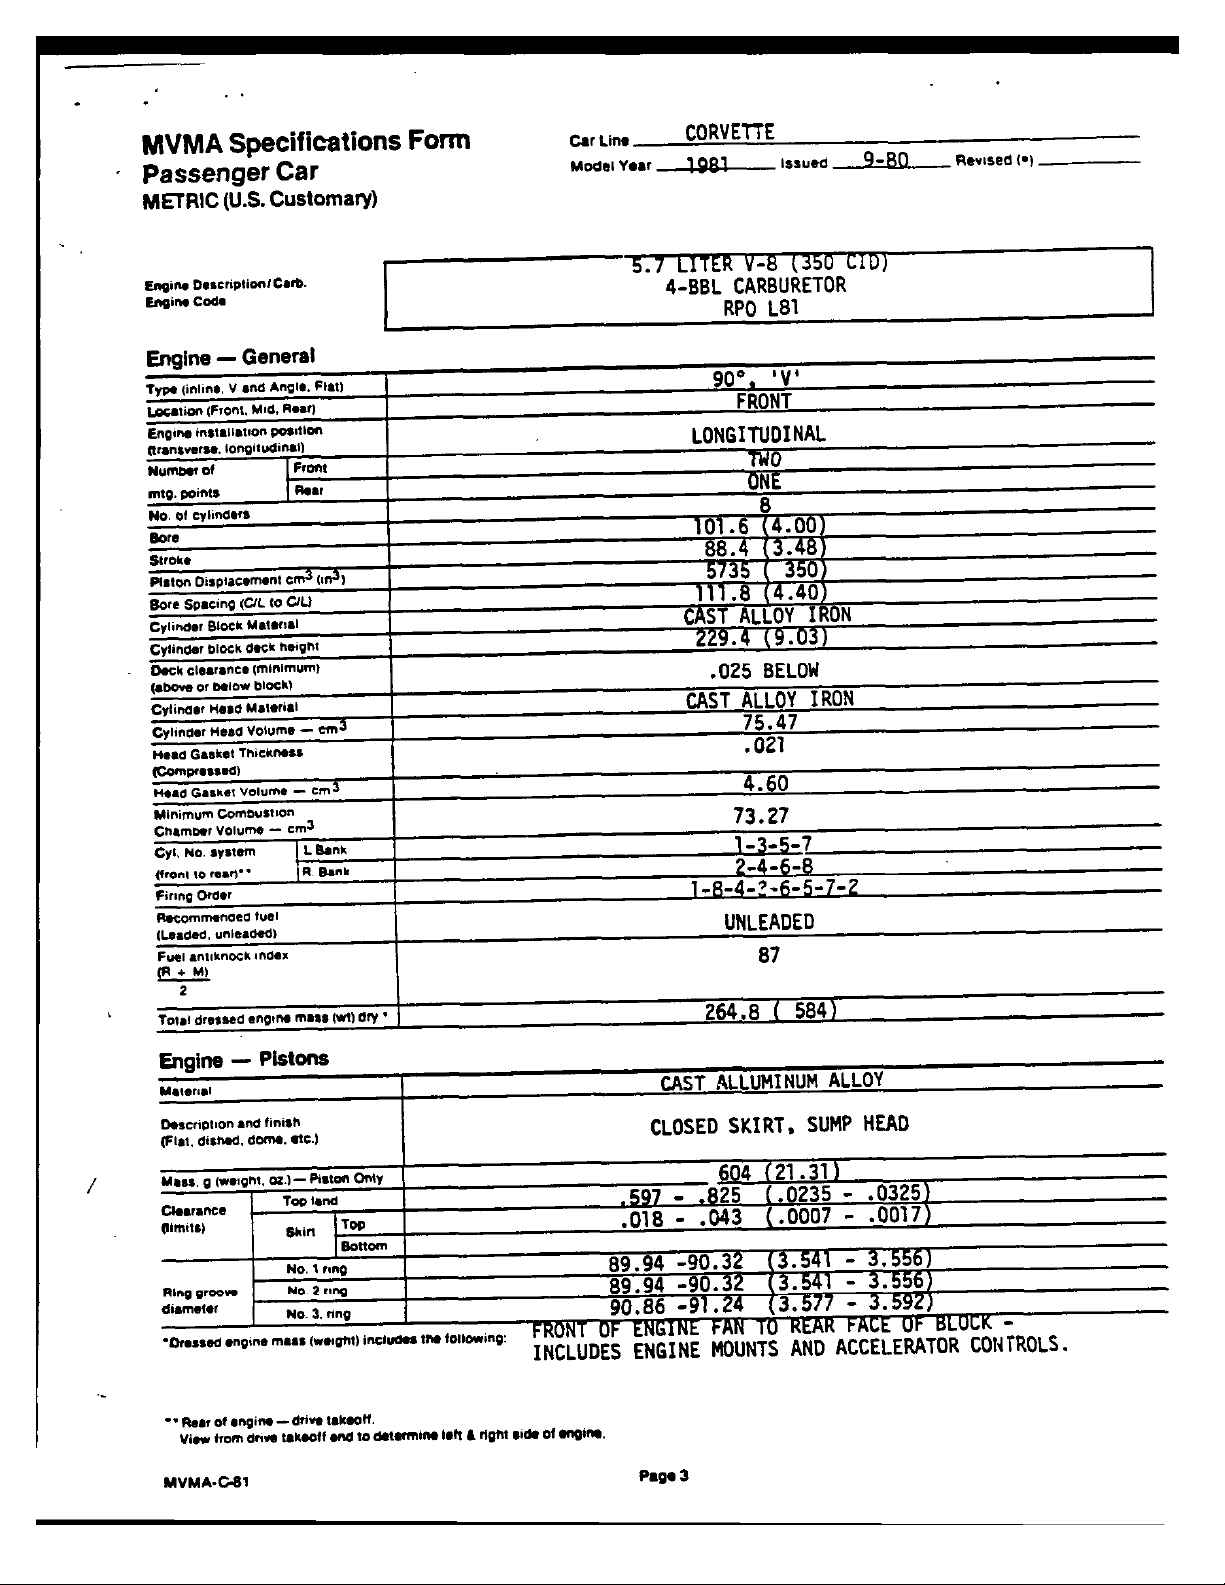 MVMA Specifications Form
Passenger Car
METRIC (U.S. Customary)
Car Line CORVETTE
Model Year 1981 Issued 9-80 Revised (•)
Engine Description/Carb.
Engine Code
5.7 LITER V-8 (350 CID)
4-BBL CARBURETOR
RPO L81
Engine — General
Type (inline, V and Angle, Flat) 90°, 'V'
Location (Front, Mid, Rear) FRONT
Engine installation position
(transverse, longitudinal) LONGITUDINAL
Number of Front TWO
mtg. points Rear ONE
No. of cylinders 8
Bore 101.6 (4.00)
Stroke 88.4 (3.48)
Piston Displacement cm3 (in3) 5735 ( 350)
Bore Spacing (C/L to C/L) 111.8 (4.40)
Cylinder Block Material CAST ALLOY IRON
Cylinder block deck height 229.4 (9.03)
Deck clearance (minimum)
(above or below block) .025 BELOW
Cylinder Head Material CAST ALLOY IRON
Cylinder Head Volume — cm3 75.47
Head Gasket Thickness
(Compressed) .021
Head Gasket Volume — cm3 4.60
Minimum Combustion
Chamber Volume — cm3 73.27
Cyl. No. system L Bank 1-3-5-7
(front to rear)** R Bank 2-4-6-8
Firing Order 1-8-4-3-6-5-7-2
Recommended fuel
(Leaded, unleaded) UNLEADED
Fuel antiknock index
(R + M) 87
2
Total dressed engine mass (wt) dry * 264.8 ( 584)
Engine — Pistons
Material CAST ALLUMINUM ALLOY
Description and finish
(Flat, dished, dome, etc.) CLOSED SKIRT, SUMP HEAD
Mass, g (weight, oz.) — Piston Only 604 (21.31)
Clearance
(limits)
Top land .597 - .825 (.0235 - .0325)
Skirt Top .018 - .043 (.0007 - .0017)
Bottom
Ring groove
diameter
No. 1 ring 89.94 -90.32 (3.541 - 3.556)
No. 2 ring 89.94 -90.32 (3.541 - 3.556)
No. 3. ring 90.86 -91.24 (3.577 - 3.592)
*Dressed engine mass (weight) includes the following: FRONT OF ENGINE FAN TO REAR FACE OF BLOCK -
INCLUDES ENGINE MOUNTS AND ACCELERATOR CONTROLS.
** Rear of engine — drive takeoff.
View from drive takeoff end to determine left & right side of engine.
MVMA-C-81
Page 3